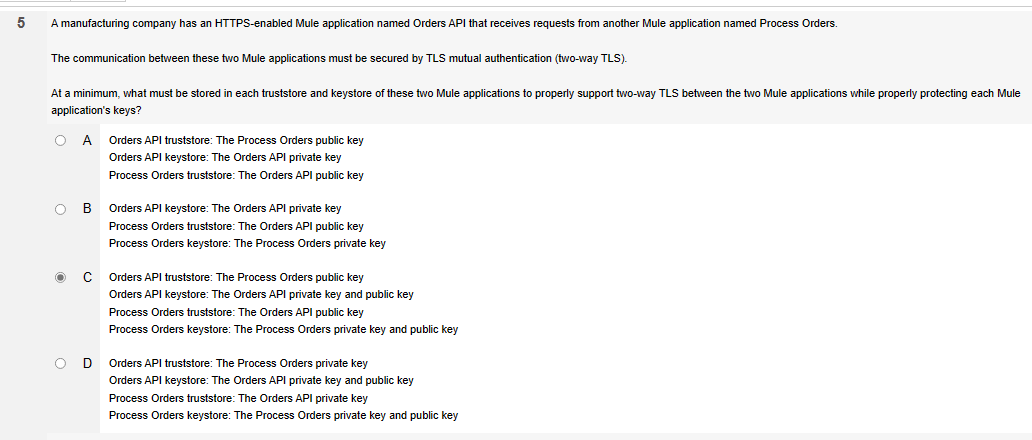 5 A manufacturing company has an HTTPS-enabled Mule application named Orders API that receives requests from another Mule application named Process Orders.
The communication between these two Mule applications must be secured by TLS mutual authentication (two-way TLS).
At a minimum, what must be stored in each truststore and keystore of these two Mule applications to properly support two-way TLS between the two Mule applications while properly protecting each Mule
application's keys?
A Orders API truststore: The Process Orders public key
Orders API keystore: The Orders API private key
Process Orders truststore: The Orders API public key
B Orders API keystore: The Orders API private key
Process Orders truststore: The Orders API public key
Process Orders keystore: The Process Orders private key
C Orders API truststore: The Process Orders public key
Orders API keystore: The Orders API private key and public key
Process Orders truststore: The Orders API public key
Process Orders keystore: The Process Orders private key and public key
D Orders API truststore: The Process Orders private key
Orders API keystore: The Orders API private key and public key
Process Orders truststore: The Orders API private key
Process Orders keystore: The Process Orders private key and public key